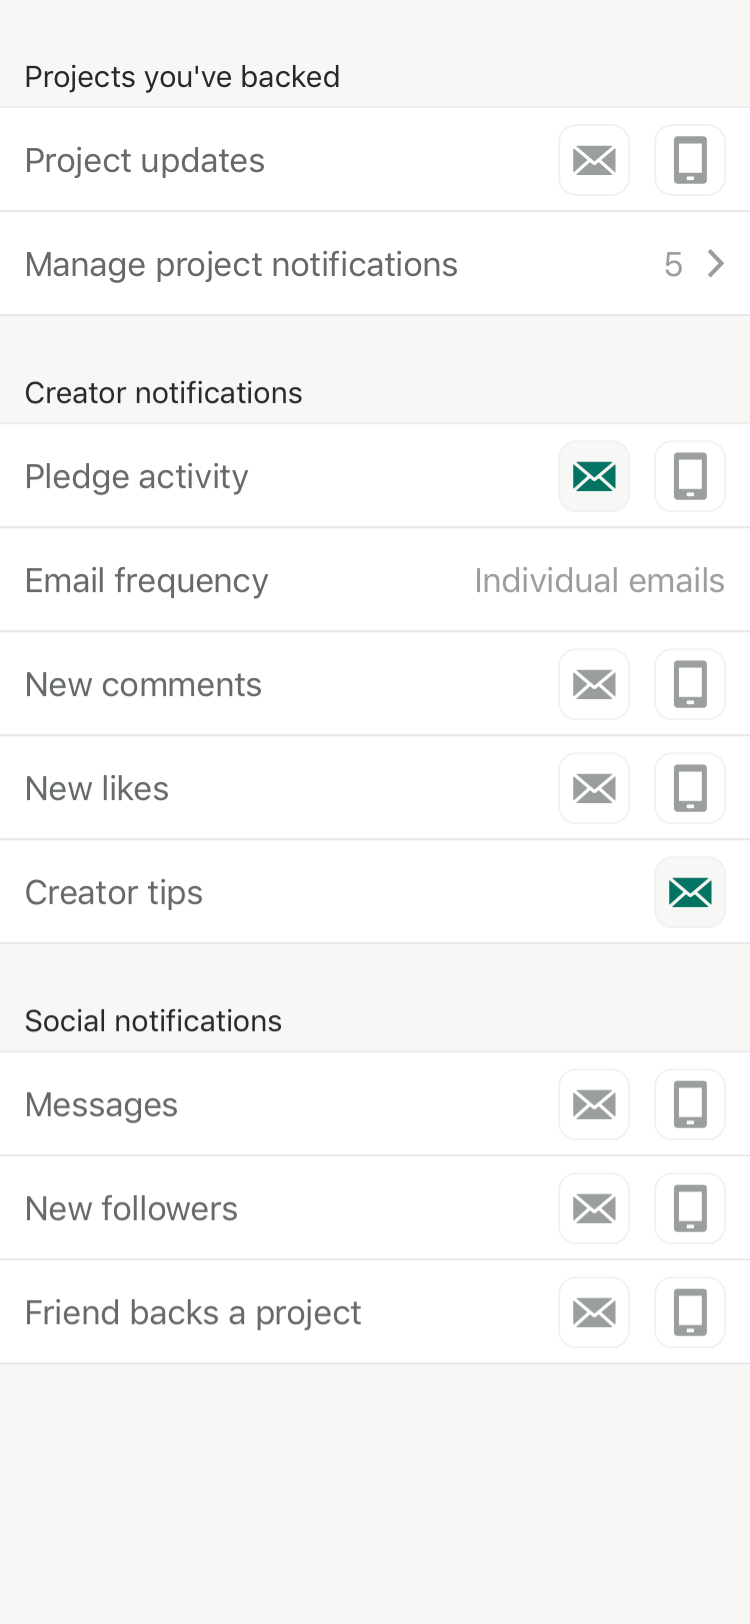 Projects you've backed
Project updates
Manage project notifications 5
Creator notifications
Pledge activity
Email frequency Individual emails
New comments
New likes
Creator tips
Social notifications
Messages
New followers
Friend backs a project